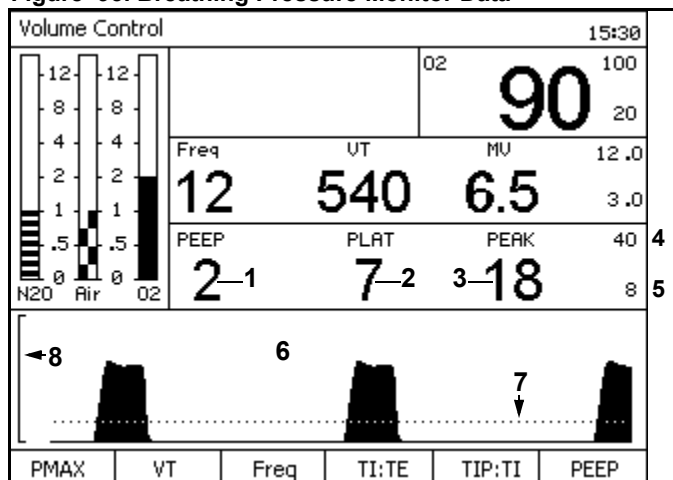 Figure Breathing Pressure Monitor Data
Volume Control 15:30
12 12
8 8
4 4
2 2
1 1
.5 .5
0 0
N2O Air O2
O2 90 100
20
Freq VT MV 12.0
12 540 6.5 3.0
PEEP PLAT PEAK 40 4
2 1 7 2 3 18 8 5
8 6 7
PMAX VT Freq TI:TE TIP:TI PEEP